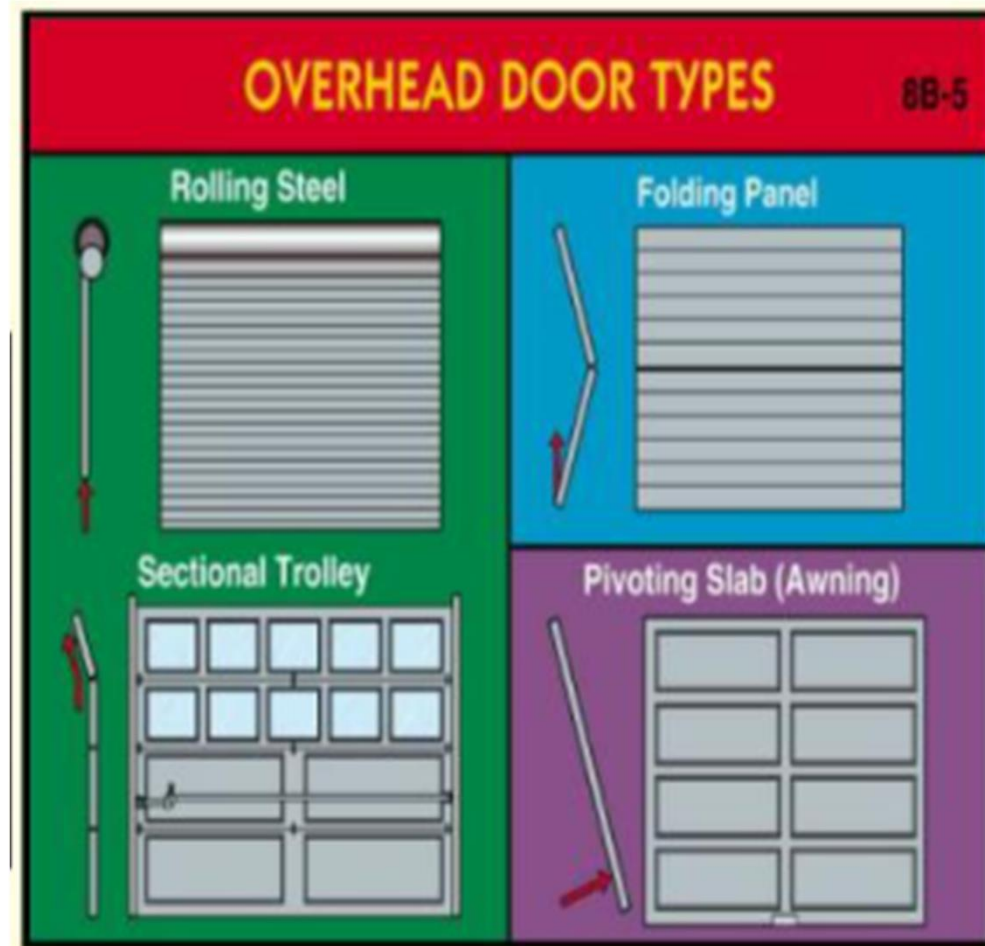 OVERHEAD DOOR TYPES 8B-5
Rolling Steel
Folding Panel
Sectional Trolley
Pivoting Slab (Awning)